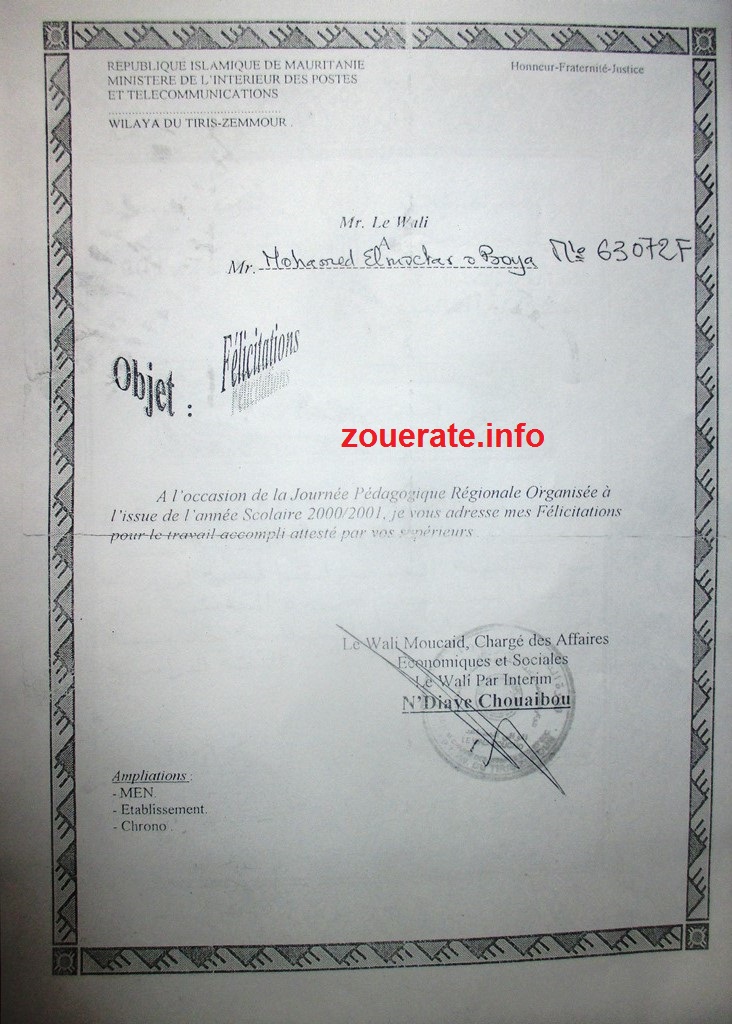 REPUBLIQUE ISLAMIQUE DE MAURITANIE
MINISTERE DE L'INTERIEUR DES POSTES
ET TELECOMMUNICATIONS
Honneur-Fraternité-Justice
WILAYA DU TIRIS-ZEMMOUR .
Mr. Le Wali
A
Mr. Mohamed Elmoctar o Boya Mle 63072F
Objet : Félicitations
zouerate.info
A l'occasion de la Journée Pédagogique Régionale Organisée à
l'issue de l'année Scolaire 2000/2001, je vous adresse mes Félicitations
pour le travail accompli attesté par vos supérieurs
Le Wali Moucaid, Chargé des Affaires
Economiques et Sociales
Le Wali Par Interim
N'Diaye Chouaibou
Ampliations :
- MEN.
- Etablissement.
- Chrono .